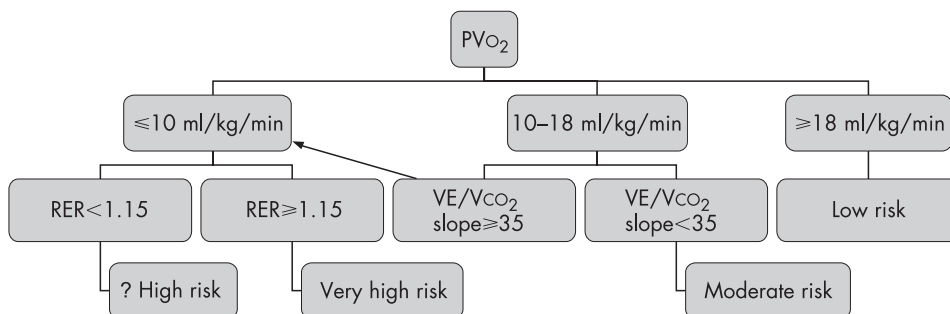 PVO₂
≤10 ml/kg/min
10–18 ml/kg/min
≥18 ml/kg/min
RER<1.15
RER≥1.15
VE/VCO₂
slope≥35
VE/VCO₂
slope<35
Low risk
? High risk
Very high risk
Moderate risk